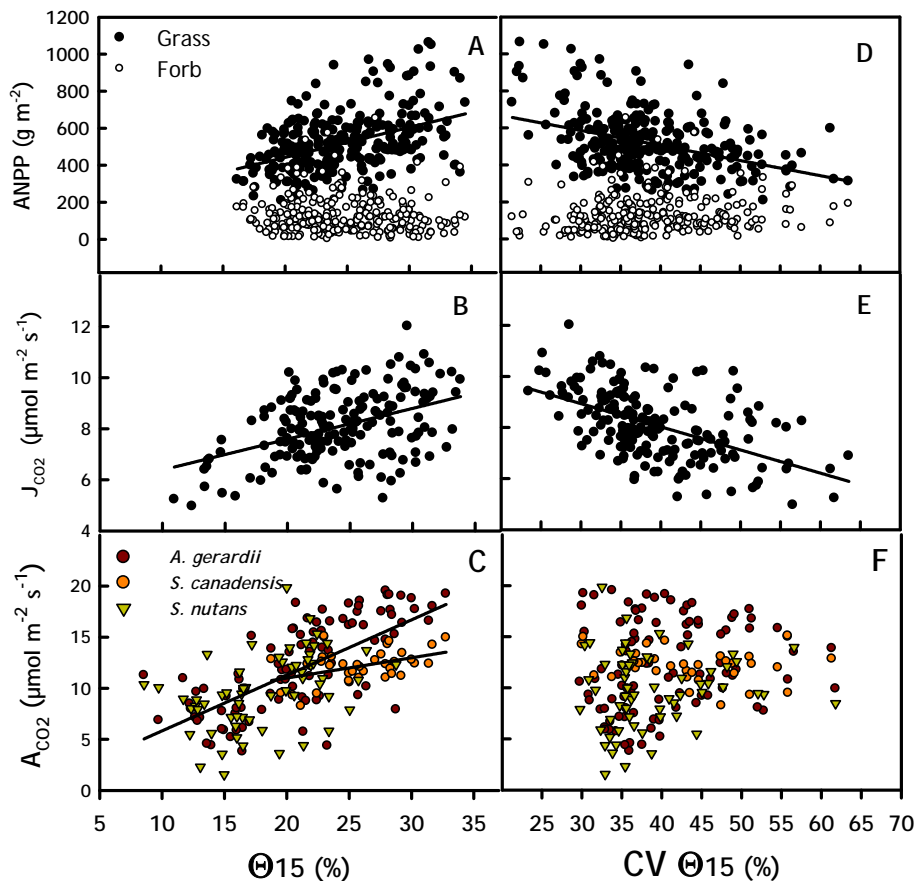 1200
1000
800
600
400
200
0
ANPP (g m-2)
Grass
Forb
A
D
12
10
8
6
4
JCO2 (µmol m-2 s-1)
B
E
20
15
10
5
0
ACO2 (µmol m-2 s-1)
A. gerardii
S. canadensis
S. nutans
C
F
5 10 15 20 25 30 35
25 30 35 40 45 50 55 60 65 70
Θ15 (%)
CV Θ15 (%)